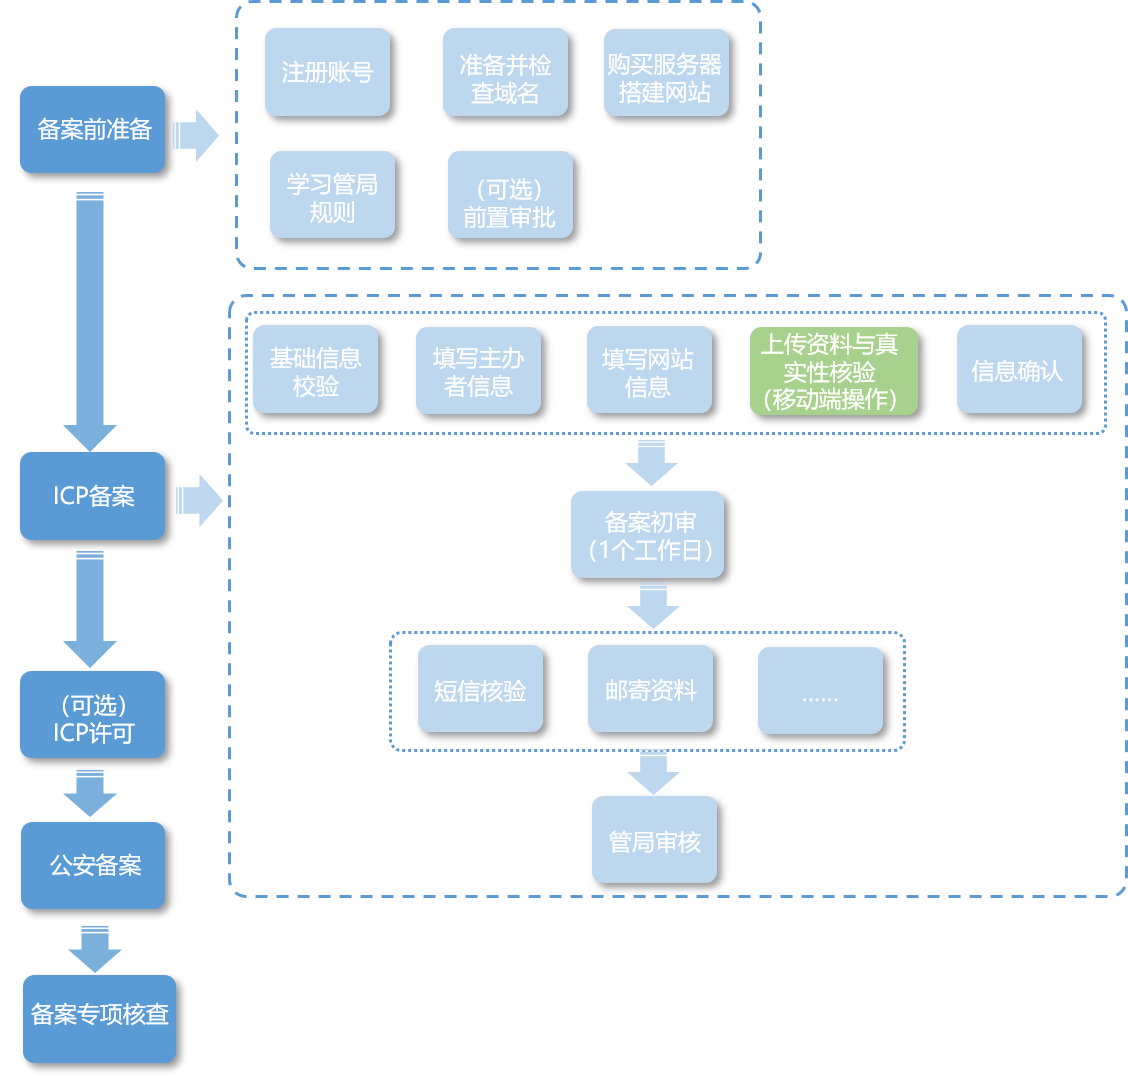 备案前准备
注册账号
准备并检
查域名
购买服务器
搭建网站
学习管局
规则
（可选）
前置审批
ICP备案
基础信息
校验
填写主办
者信息
填写网站
信息
上传资料与真
实性核验
（移动端操作）
信息确认
备案初审
（1个工作日）
短信核验
邮寄资料
......
管局审核
（可选）
ICP许可
公安备案
备案专项核查